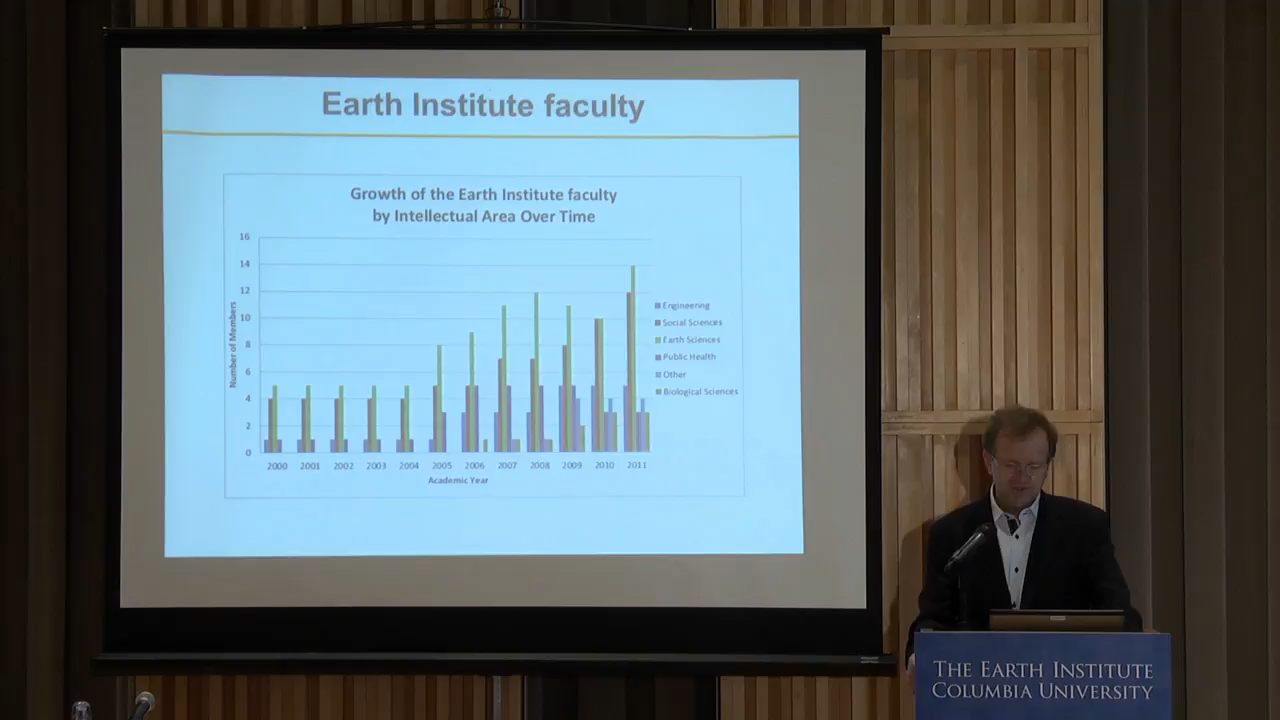 Earth Institute faculty
Growth of the Earth Institute faculty
by Intellectual Area Over Time
16
14
12
10
8
6
4
2
0
Number of Members
2000 2001 2002 2003 2004 2005 2006 2007 2008 2009 2010 2011
Academic Year
Engineering
Social Sciences
Earth Sciences
Public Health
Other
Biological Sciences
THE EARTH INSTITUTE
COLUMBIA UNIVERSITY